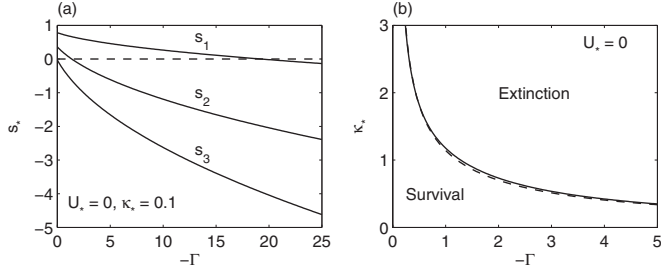 (a)
1
0
−1
−2
−3
−4
−5
s*
s1
s2
s3
U* = 0, κ* = 0.1
0 5 10 15 20 25
−Γ
(b)
3
2
1
0
κ*
U* = 0
Extinction
Survival
0 1 2 3 4 5
−Γ